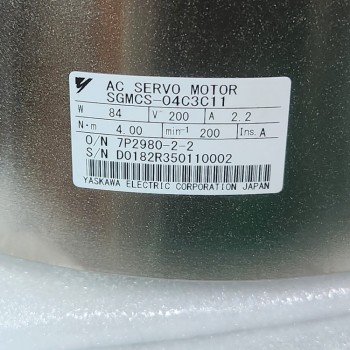 AC SERVO MOTOR
SGMCS-04C3C11
W 84 V 200 A 2.2
N·m 4.00 min-1 200 Ins. A
O/N 7P2980-2-2
S/N D0182R350110002
YASKAWA ELECTRIC CORPORATION JAPAN